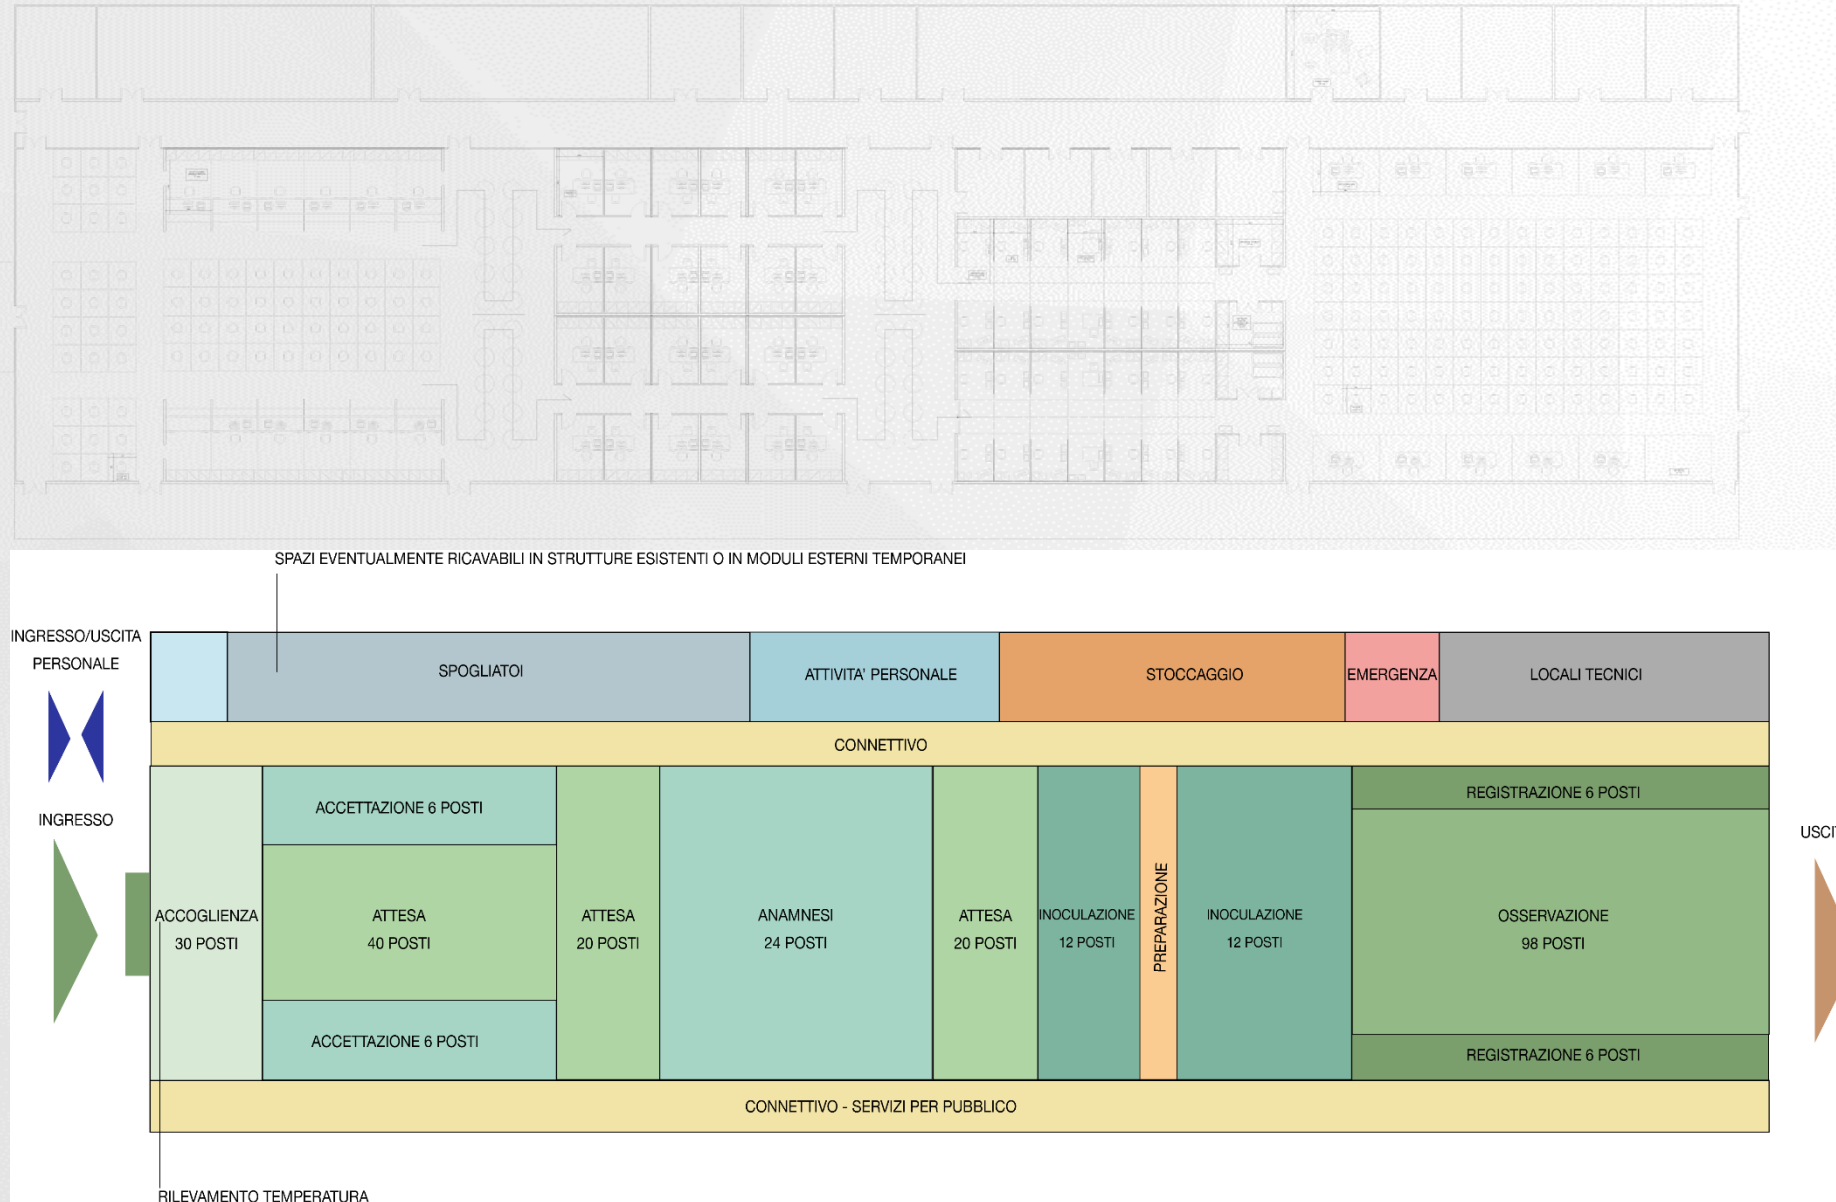 SPAZI EVENTUALMENTE RICAVABILI IN STRUTTURE ESISTENTI O IN MODULI ESTERNI TEMPORANEI
INGRESSO/USCITA
PERSONALE
SPOGLIATOI
ATTIVITA' PERSONALE
STOCCAGGIO
EMERGENZA
LOCALI TECNICI
CONNETTIVO
INGRESSO
ACCOGLIENZA
30 POSTI
ACCETTAZIONE 6 POSTI
ATTESA
40 POSTI
ACCETTAZIONE 6 POSTI
ATTESA
20 POSTI
ANAMNESI
24 POSTI
ATTESA
20 POSTI
INOCULAZIONE
12 POSTI
PREPARAZIONE
INOCULAZIONE
12 POSTI
REGISTRAZIONE 6 POSTI
OSSERVAZIONE
98 POSTI
REGISTRAZIONE 6 POSTI
USCIT
CONNETTIVO - SERVIZI PER PUBBLICO
RILEVAMENTO TEMPERATURA